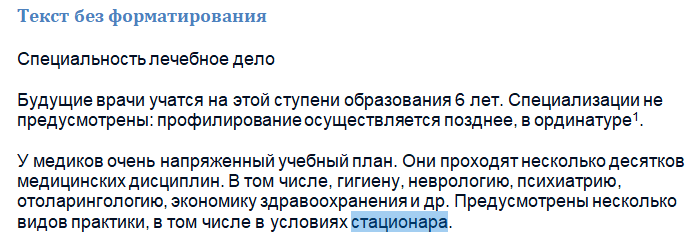 Текст без форматирования
Специальность лечебное дело
Будущие врачи учатся на этой ступени образования 6 лет. Специализации не
предусмотрены: профилирование осуществляется позднее, в ординатуре¹.
У медиков очень напряженный учебный план. Они проходят несколько десятков
медицинских дисциплин. В том числе, гигиену, неврологию, психиатрию,
отоларингологию, экономику здравоохранения и др. Предусмотрены несколько
видов практики, в том числе в условиях стационара.